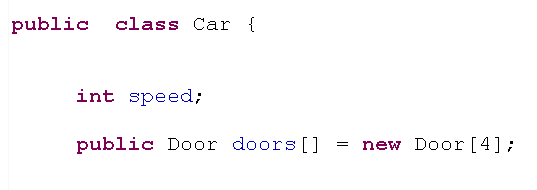 public  class Car {
int speed;
public Door doors[] = new Door[4];